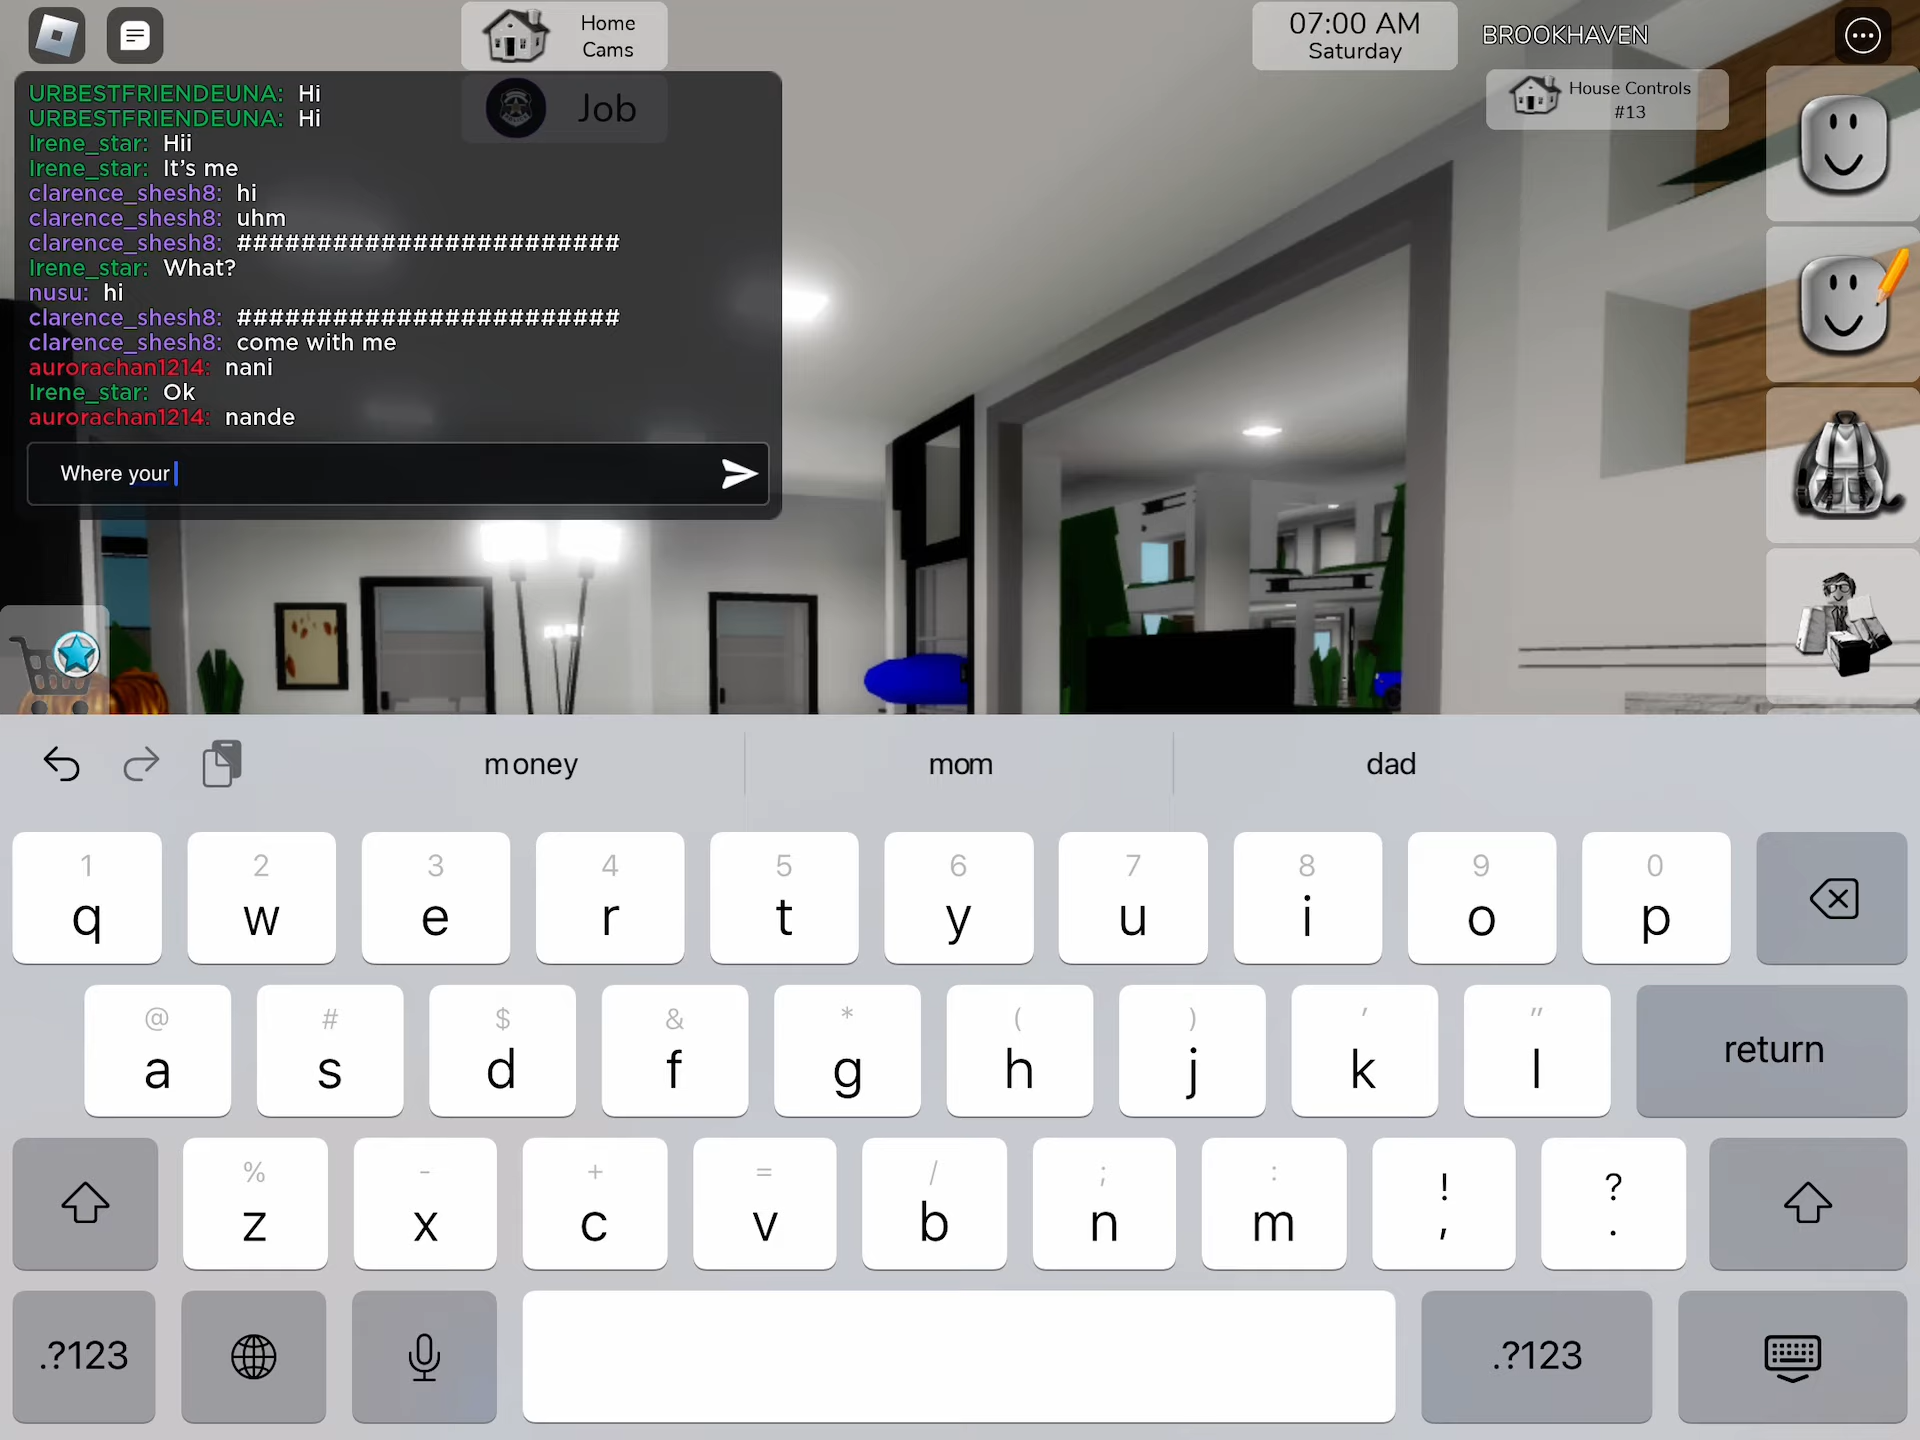 Home
Cams
07:00 AM
Saturday
BROOKHAVEN
House Controls
#13
Job
URBESTFRIENDEUNA: Hi
URBESTFRIENDEUNA: Hi
Irene_star: Hii
Irene_star: It's me
clarence_shesh8: hi
clarence_shesh8: uhm
clarence_shesh8: ########################
Irene_star: What?
nusu: hi
clarence_shesh8: ########################
clarence_shesh8: come with me
aurorachan1214: nani
Irene_star: Ok
aurorachan1214: nande
Where your
money mom dad
1 2 3 4 5 6 7 8 9 0
q w e r t y u i o p
@ # $ & * ( ) ' "
a s d f g h j k l return
% - + = / ; : ! ?
z x c v b n m , .
.?123 .?123